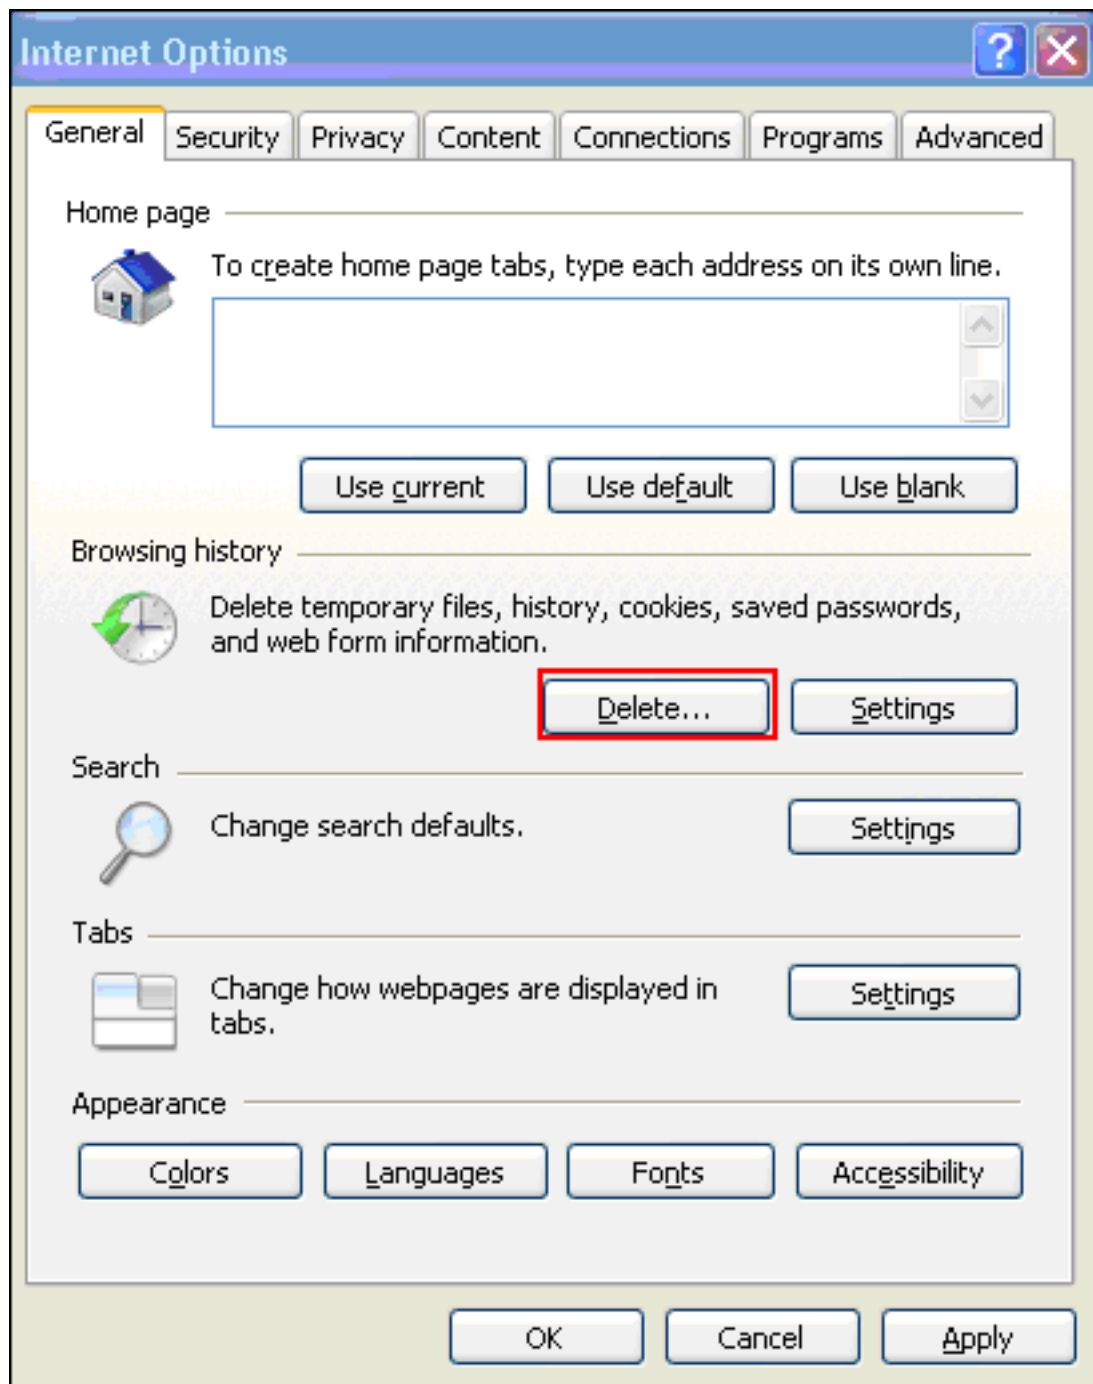 Internet Options
General Security Privacy Content Connections Programs Advanced
Home page
To create home page tabs, type each address on its own line.
Use current Use default Use blank
Browsing history
Delete temporary files, history, cookies, saved passwords,
and web form information.
Delete... Settings
Search
Change search defaults. Settings
Tabs
Change how webpages are displayed in Settings
tabs.
Appearance
Colors Languages Fonts Accessibility
OK Cancel Apply